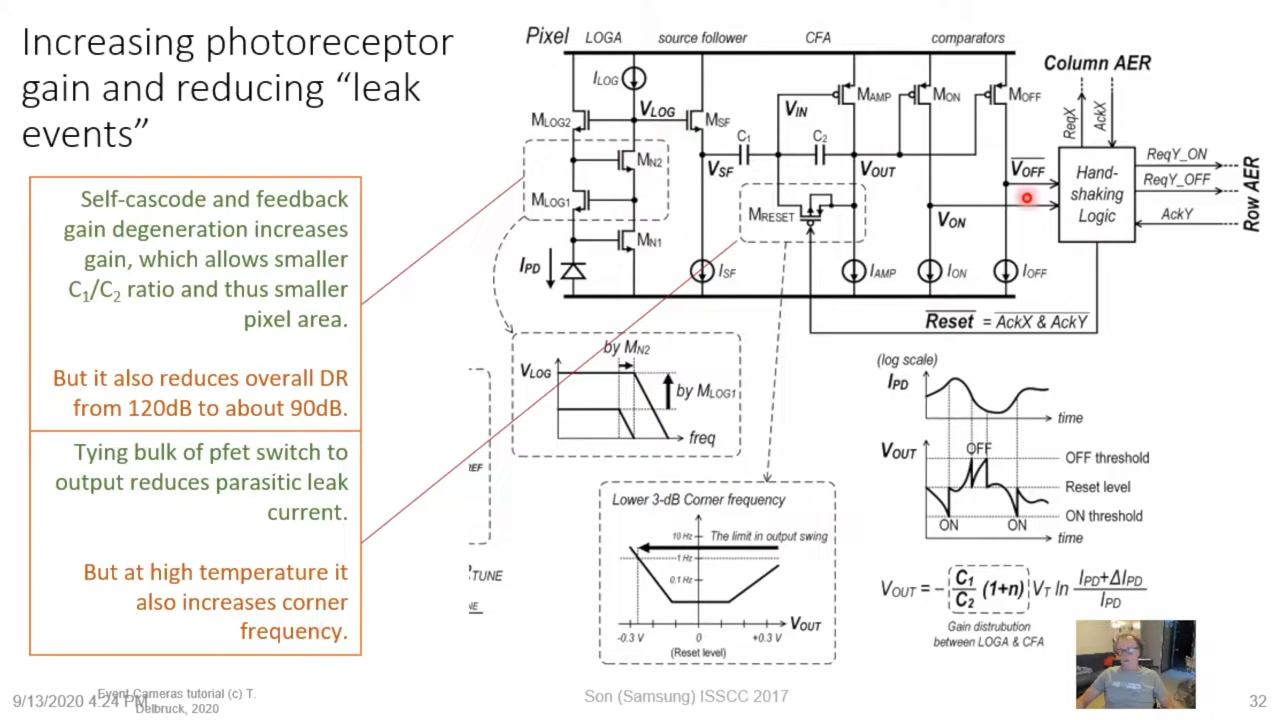 Increasing photoreceptor
gain and reducing “leak
events”
Self-cascode and feedback
gain degeneration increases
gain, which allows smaller
C1/C2 ratio and thus smaller
pixel area.
But it also reduces overall DR
from 120dB to about 90dB.
Tying bulk of pfet switch to
output reduces parasitic leak
current.
But at high temperature it
also increases corner
frequency.
Pixel LOGA source follower CFA comparators
Column AER
ILOG
MLOG2
VLOG
MSF
VIN
MAMP
MON
MOFF
ReqX
AckX
C1
C2
MN2
VSF
VOUT
VOFF
MLOG1
MRESET
VON
MN1
IPD
ISF
IAMP
ION
IOFF
Hand-
shaking
Logic
ReqY_ON
ReqY_OFF
AckY
Row AER
Reset = AckX & AckY
by MN2
VLOG
by MLOG1
freq
REF
TUNE
NE
Lower 3-dB Corner frequency
10 Hz
The limit in output swing
1 Hz
0.1 Hz
VOUT
-0.3 V 0 +0.3 V
(Reset level)
(log scale)
IPD
time
VOUT
OFF
OFF threshold
Reset level
ON threshold
ON ON
time
VOUT = − C1/C2 (1+n) VT ln IPD+ΔIPD/IPD
Gain distrubution
between LOGA & CFA
9/13/2020 4:24 PM
Event Cameras tutorial (c) T.
Delbruck, 2020
Son (Samsung) ISSCC 2017
32